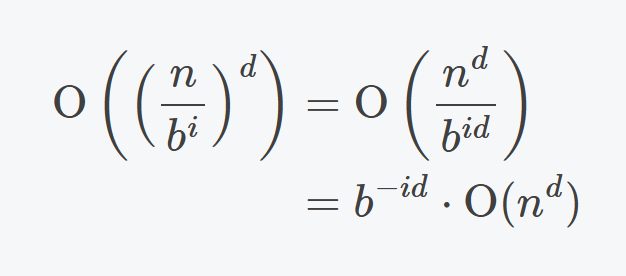 O((n/b^i)^d) = O(n^d/b^{id})
= b^{-id} · O(n^d)